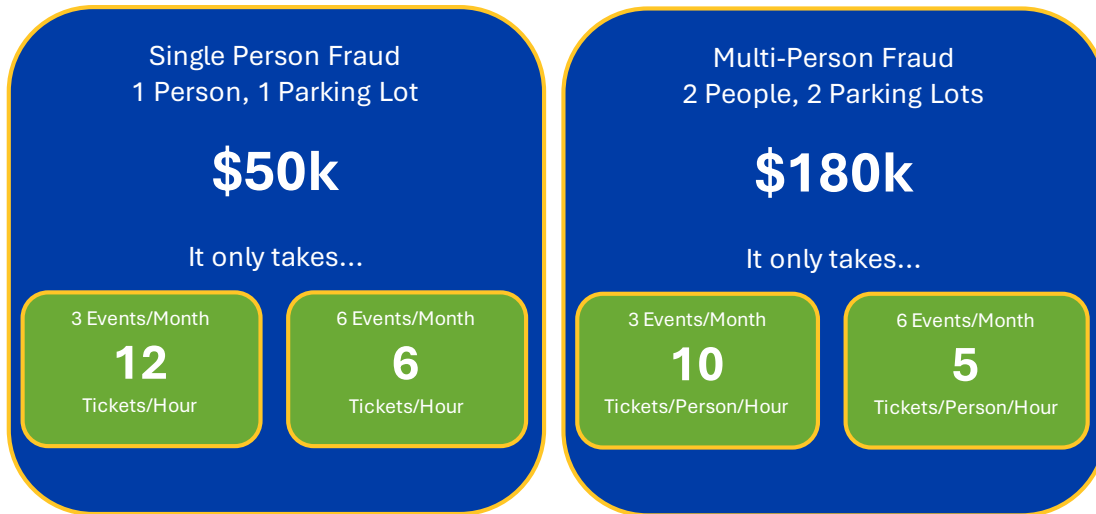 Single Person Fraud
1 Person, 1 Parking Lot
$50k
It only takes...
3 Events/Month
12
Tickets/Hour
6 Events/Month
6
Tickets/Hour
Multi-Person Fraud
2 People, 2 Parking Lots
$180k
It only takes...
3 Events/Month
10
Tickets/Person/Hour
6 Events/Month
5
Tickets/Person/Hour